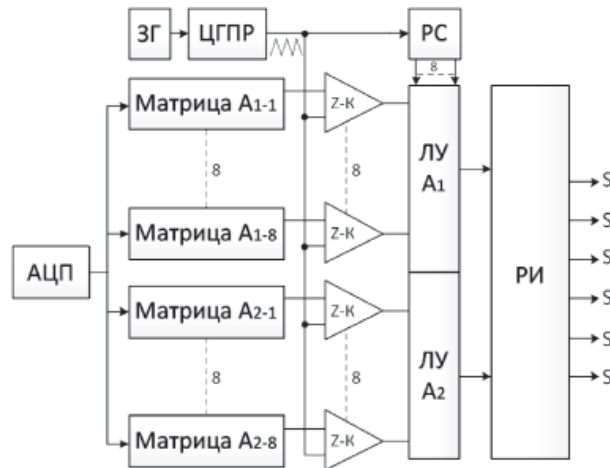 ЗГ ЦГПР РС
8
Матрица А1-1 Z-К
8 8
ЛУ А1
Матрица А1-8 Z-К
АЦП
РИ
Матрица А2-1 Z-К
8 8
ЛУ А2
Матрица А2-8 Z-К
S
S
S
S
S
S